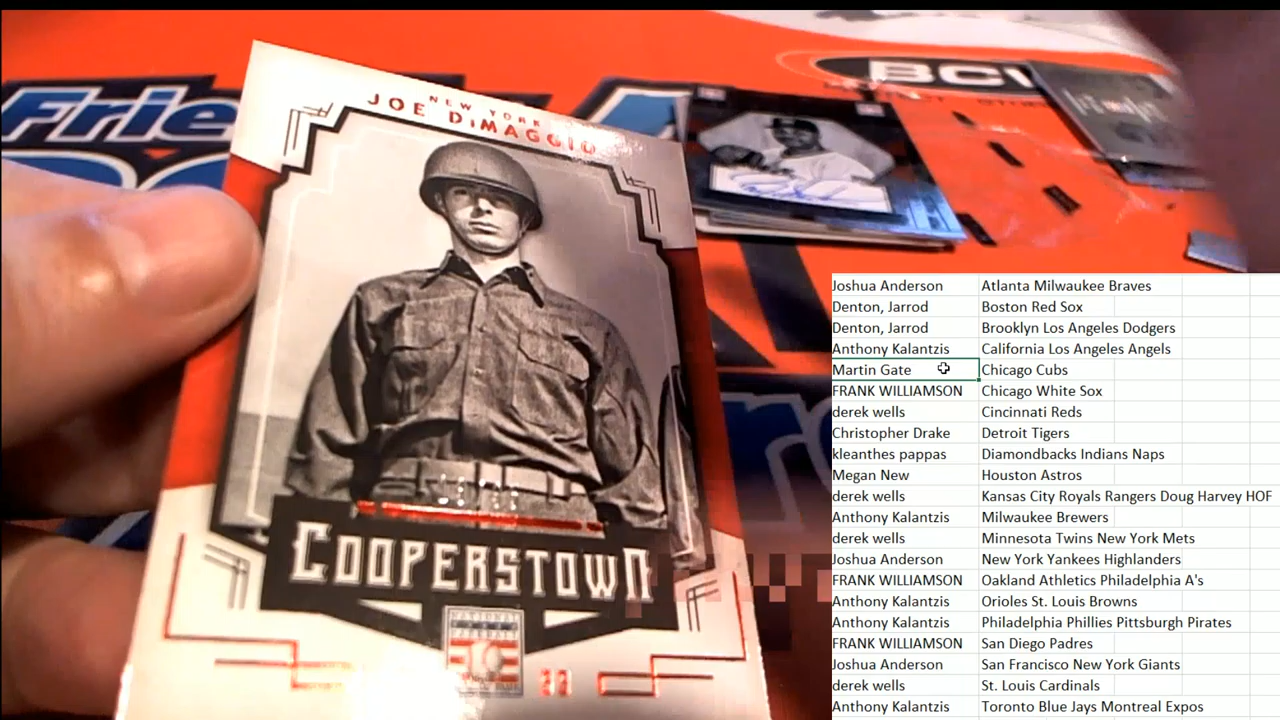 Frie
BCW
NEW YORK
JOE DiMAGGIO
COOPERSTOWN
NATIONAL
BASEBALL
33
Joshua Anderson Atlanta Milwaukee Braves
Denton, Jarrod Boston Red Sox
Denton, Jarrod Brooklyn Los Angeles Dodgers
Anthony Kalantzis California Los Angeles Angels
Martin Gate Chicago Cubs
FRANK WILLIAMSON Chicago White Sox
derek wells Cincinnati Reds
Christopher Drake Detroit Tigers
kleanthes pappas Diamondbacks Indians Naps
Megan New Houston Astros
derek wells Kansas City Royals Rangers Doug Harvey HOF
Anthony Kalantzis Milwaukee Brewers
derek wells Minnesota Twins New York Mets
Joshua Anderson New York Yankees Highlanders
FRANK WILLIAMSON Oakland Athletics Philadelphia A's
Anthony Kalantzis Orioles St. Louis Browns
Anthony Kalantzis Philadelphia Phillies Pittsburgh Pirates
FRANK WILLIAMSON San Diego Padres
Joshua Anderson San Francisco New York Giants
derek wells St. Louis Cardinals
Anthony Kalantzis Toronto Blue Jays Montreal Expos